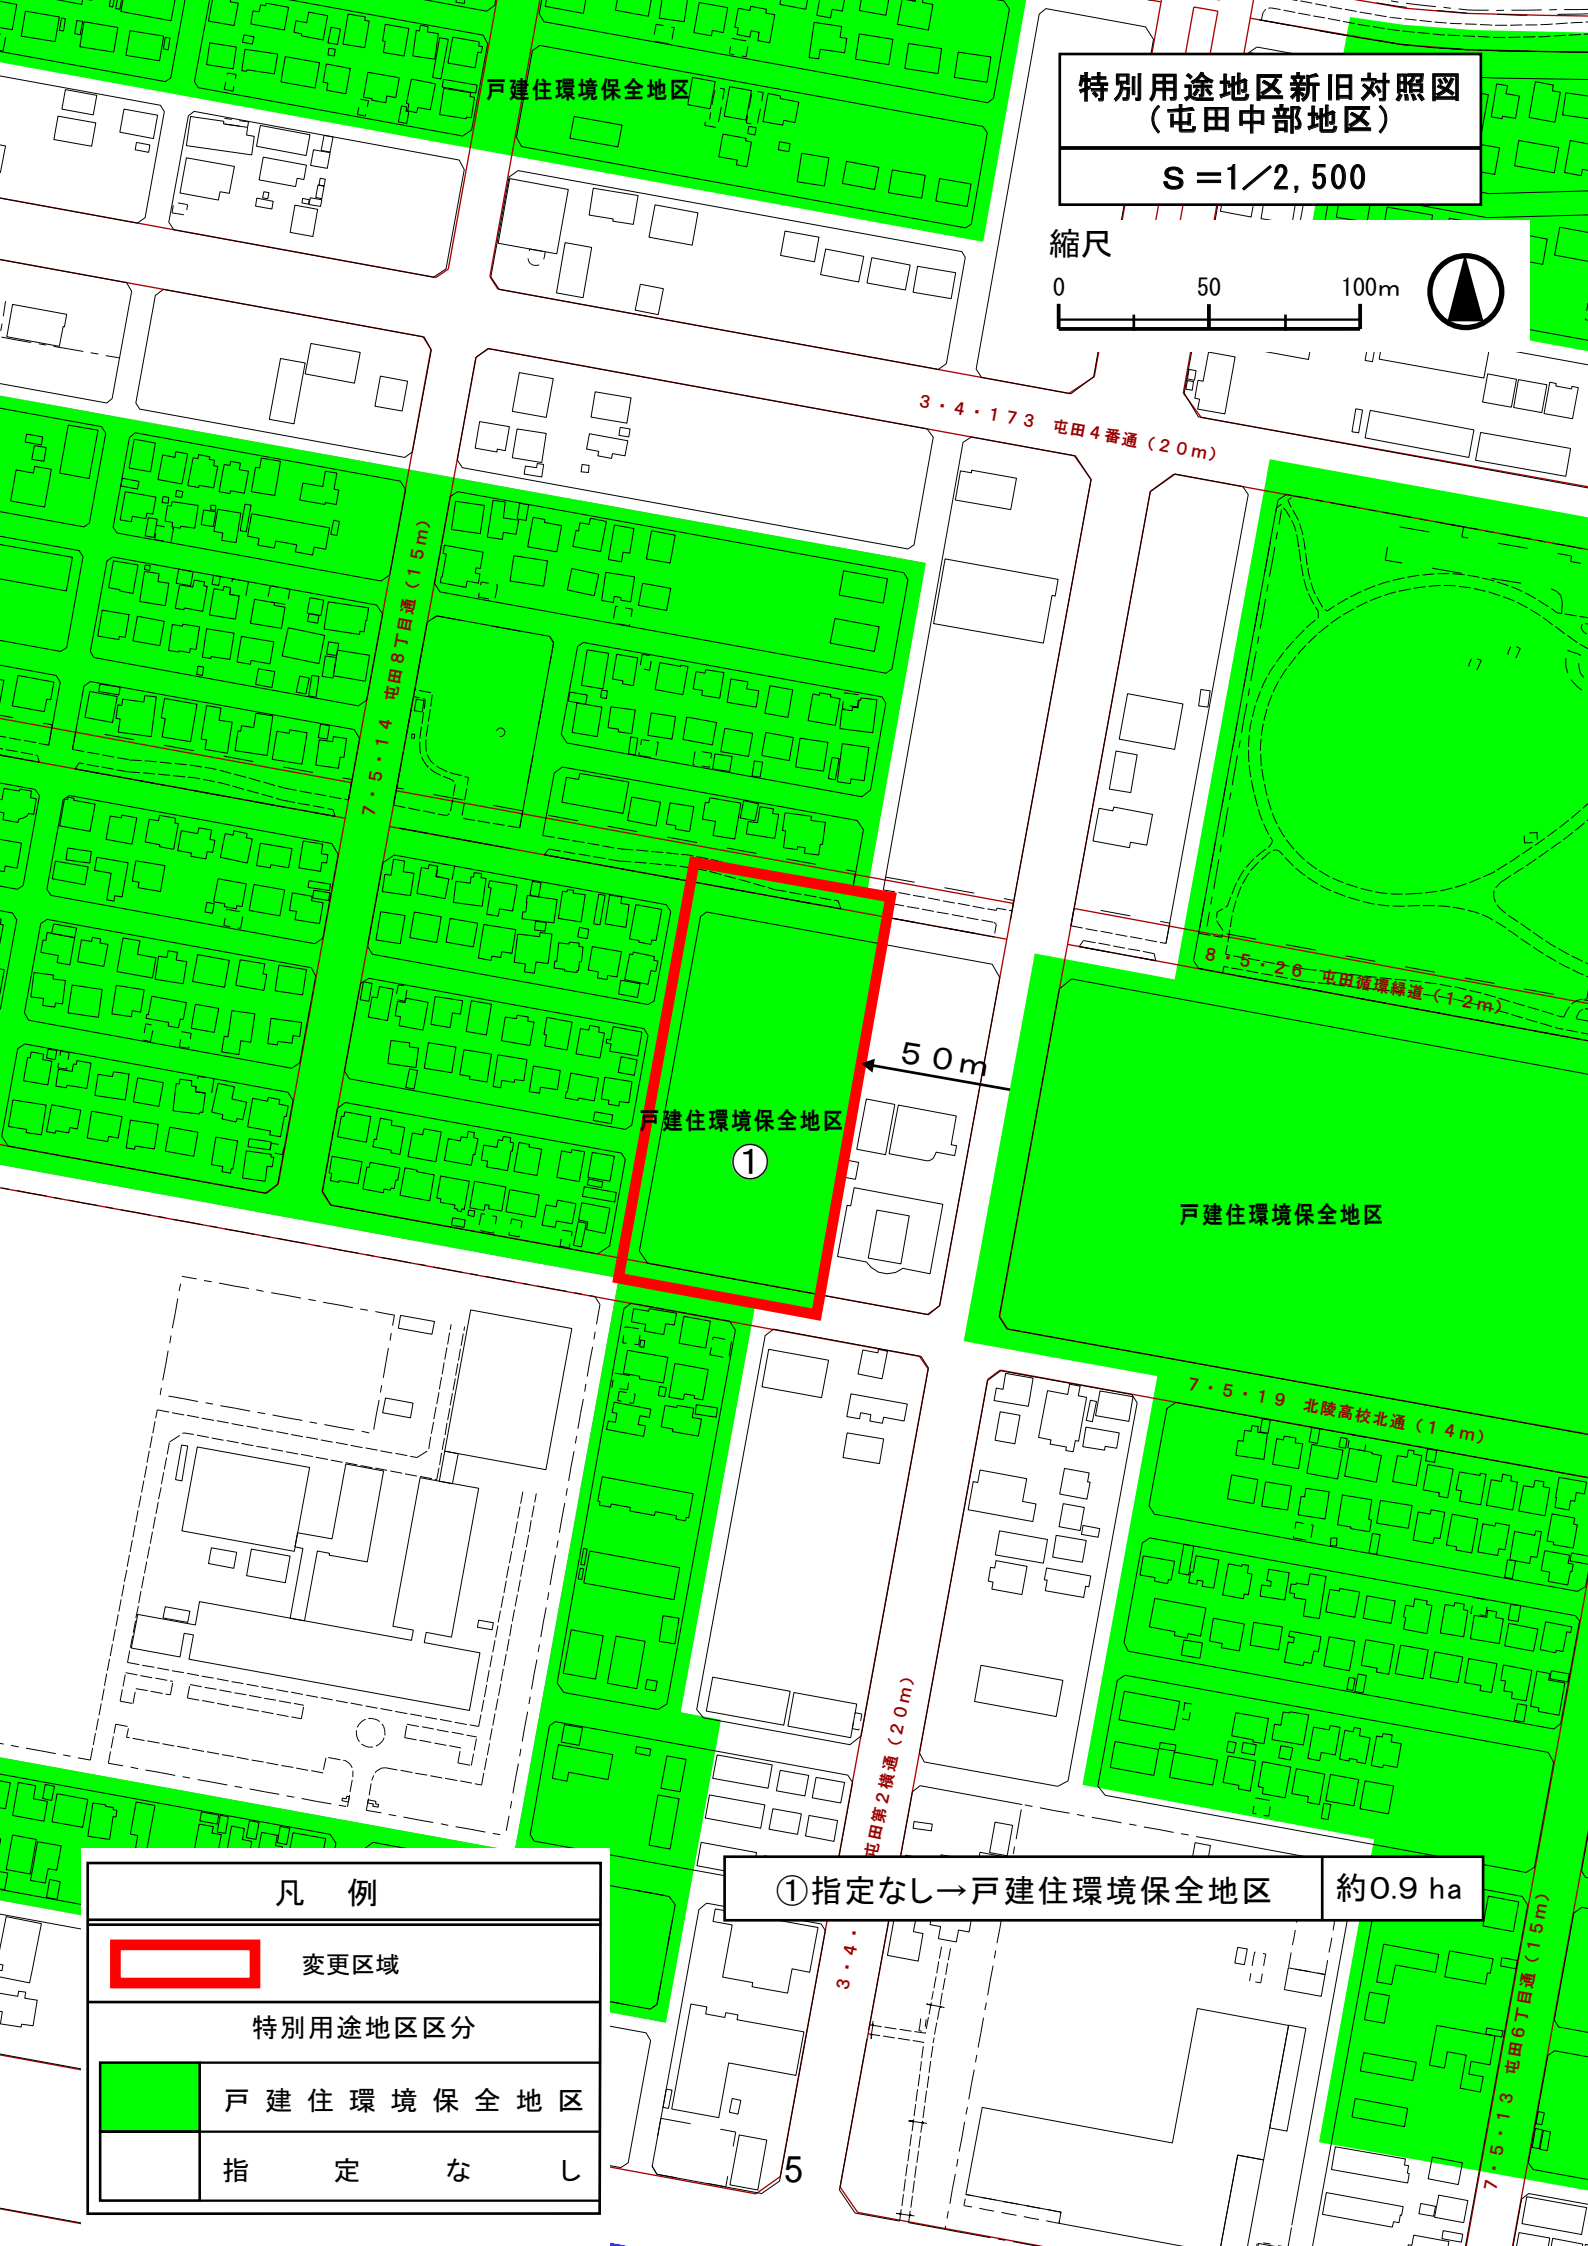 戸建住環境保全地区
特別用途地区新旧対照図
（屯田中部地区）
S＝1／2,500
縮尺
0 50 100m
3・4・173 屯田4番通（20m）
7・5・14 屯田8丁目通（15m）
8・5・26 屯田循環緑道（12m）
50m
戸建住環境保全地区
①
戸建住環境保全地区
7・5・19 北陵高校北通（14m）
3・4・ 屯田第2横通（20m）
①指定なし→戸建住環境保全地区 約0.9 ha
7・5・13 屯田6丁目通（15m）
凡 例
変更区域
特別用途地区区分
戸建住環境保全地区
指定なし
5